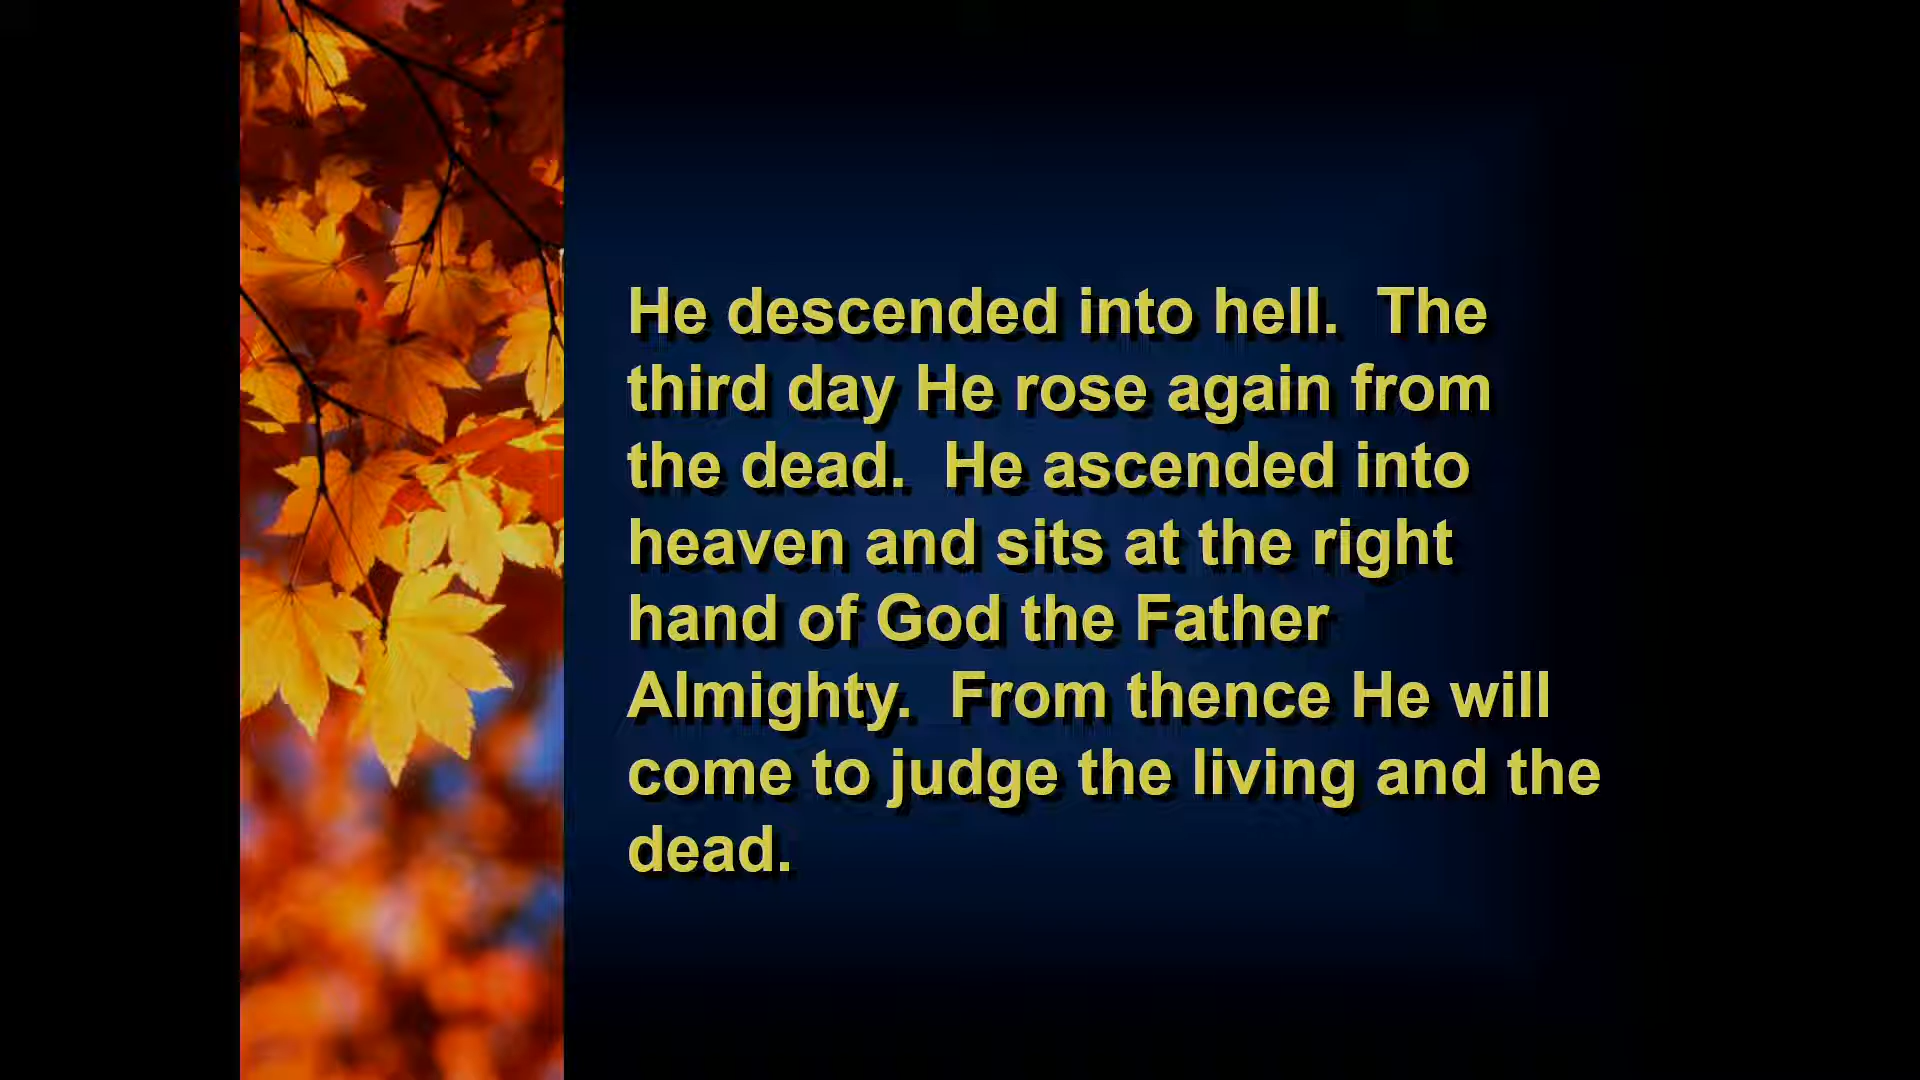 He descended into hell.  The
third day He rose again from
the dead.  He ascended into
heaven and sits at the right
hand of God the Father
Almighty.  From thence He will
come to judge the living and the
dead.